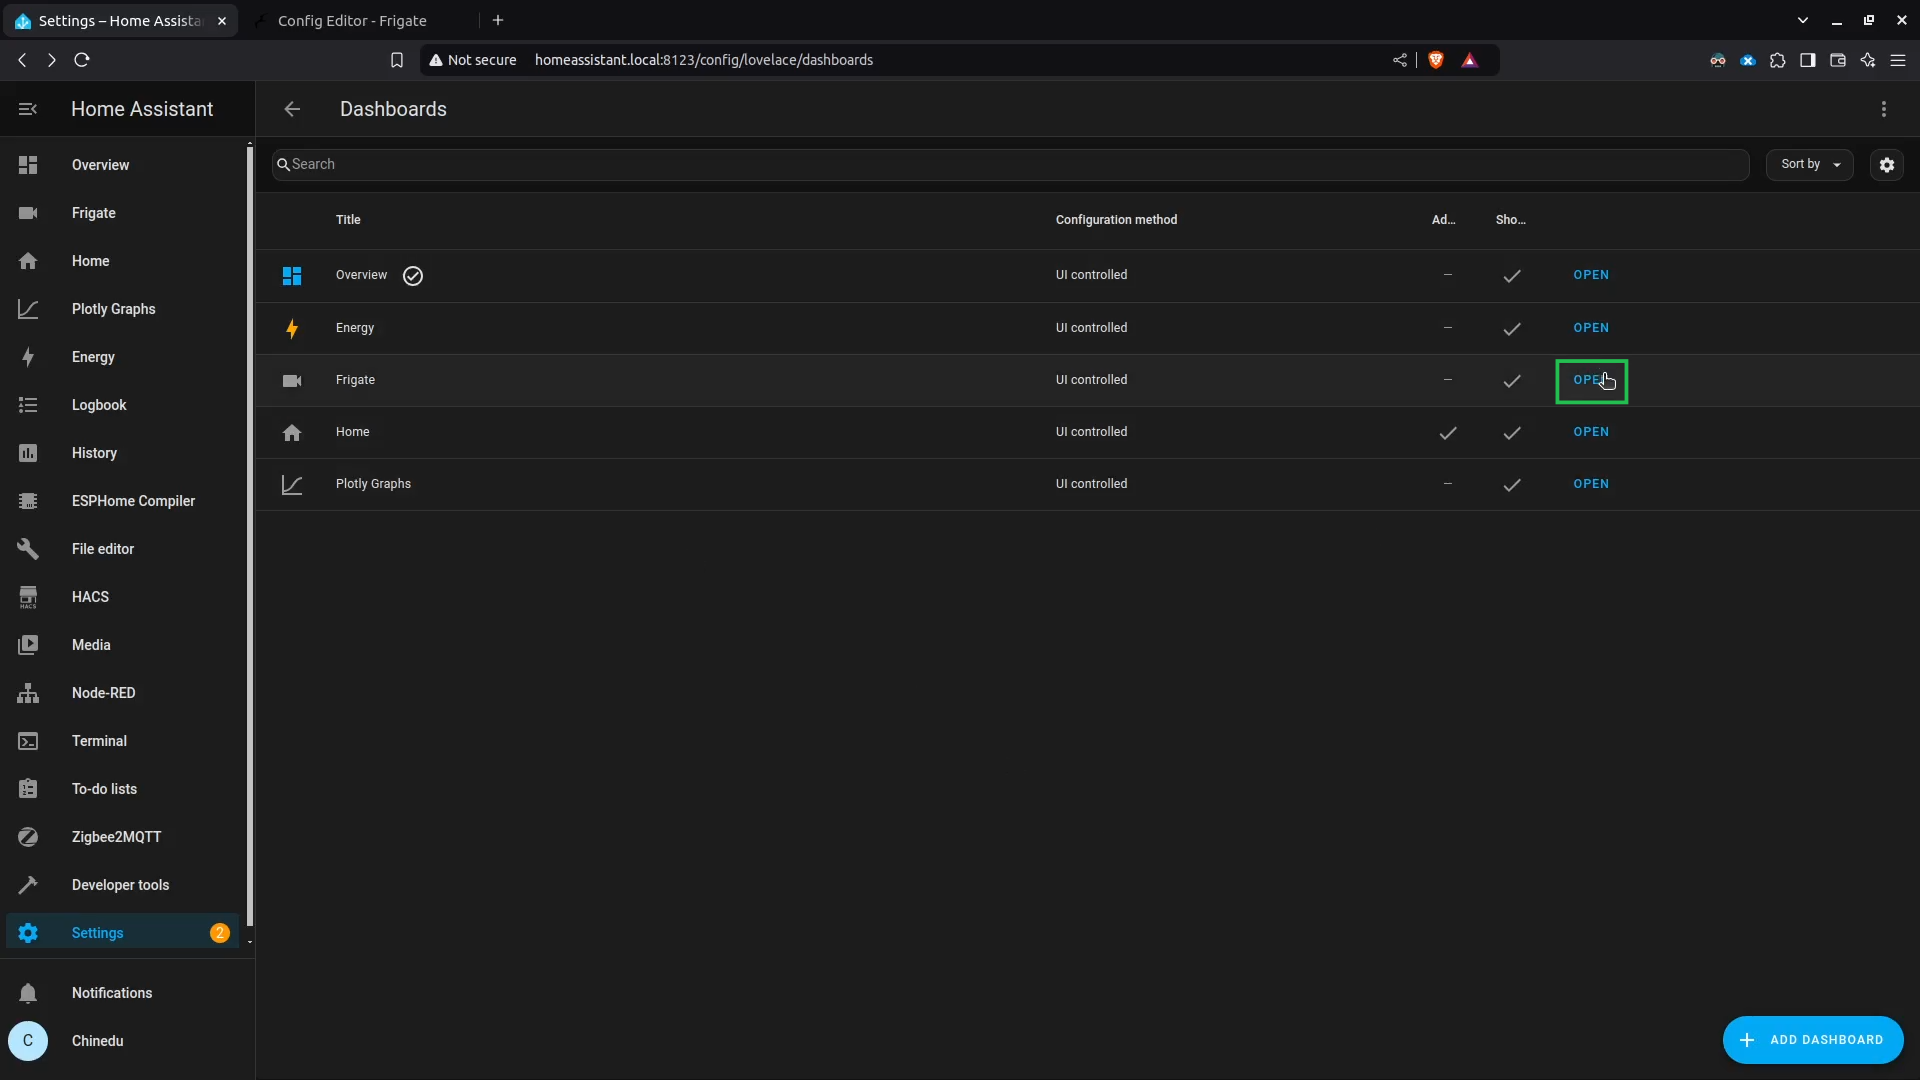 Settings – Home Assista
Config Editor - Frigate
Not secure
homeassistant.local:8123/config/lovelace/dashboards
Home Assistant
Dashboards
Overview
Frigate
Home
Plotly Graphs
Energy
Logbook
History
ESPHome Compiler
File editor
HACS
HACS
Media
Node-RED
Terminal
To-do lists
Zigbee2MQTT
Developer tools
Settings 2
Notifications
C Chinedu
Search
Sort by
Title Configuration method Ad... Sho...
Overview UI controlled – OPEN
Energy UI controlled – OPEN
Frigate UI controlled – OPEN
Home UI controlled OPEN
Plotly Graphs UI controlled – OPEN
ADD DASHBOARD